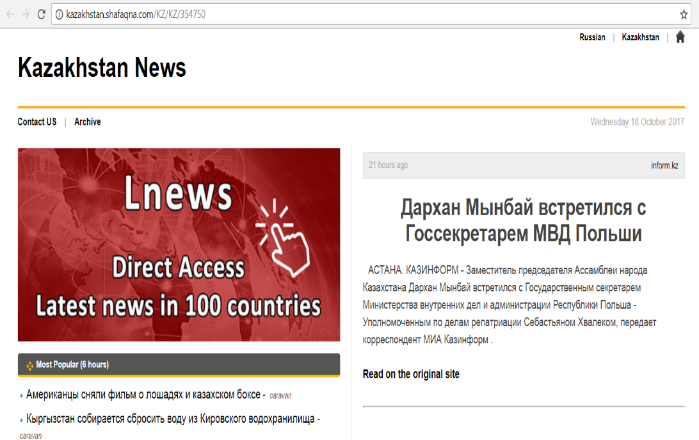 kazakhstan.shafaqna.com/KZ/KZ/354750
Russian | Kazakhstan |
Kazakhstan News
Contact US | Archive
Wednesday 18 October 2017
Lnews
Direct Access
Latest news in 100 countries
Most Popular (6 hours)
Американцы сняли фильм о лошадях и казахском боксе - caravan
Кыргызстан собирается сбросить воду из Кировского водохранилища -
caravan
21 hours ago
inform.kz
Дархан Мынбай встретился с
Госсекретарем МВД Польши
АСТАНА. КАЗИНФОРМ - Заместитель председателя Ассамблеи народа
Казахстана Дархан Мынбай встретился с Государственным секретарем
Министерства внутренних дел и администрации Республики Польша -
Уполномоченным по делам репатриации Себастьяном Хвалеком, передает
корреспондент МИА Казинформ .
Read on the original site